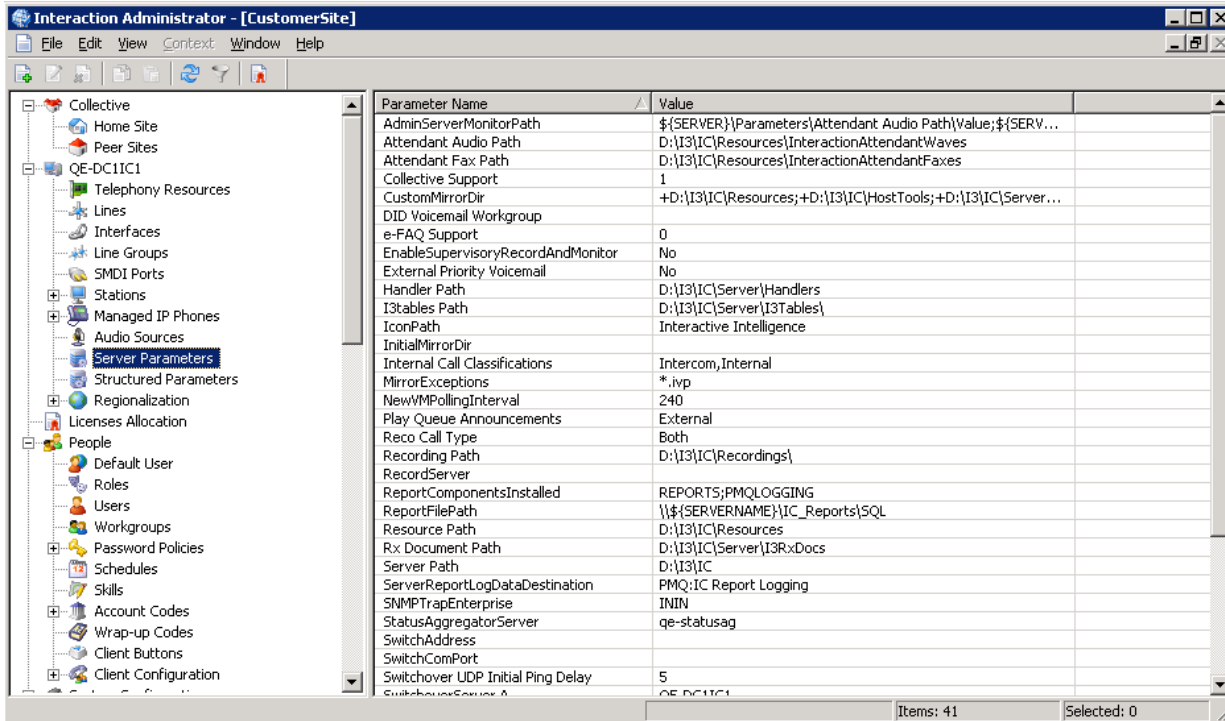 Interaction Administrator - [CustomerSite]
File Edit View Context Window Help
Collective
Home Site
Peer Sites
QE-DC1IC1
Telephony Resources
Lines
Interfaces
Line Groups
SMDI Ports
Stations
Managed IP Phones
Audio Sources
Server Parameters
Structured Parameters
Regionalization
Licenses Allocation
People
Default User
Roles
Users
Workgroups
Password Policies
Schedules
Skills
Account Codes
Wrap-up Codes
Client Buttons
Client Configuration
Parameter Name Value
AdminServerMonitorPath ${SERVER}\Parameters\Attendant Audio Path\Value;${SERV...
Attendant Audio Path D:\I3\IC\Resources\InteractionAttendantWaves
Attendant Fax Path D:\I3\IC\Resources\InteractionAttendantFaxes
Collective Support 1
CustomMirrorDir +D:\I3\IC\Resources;+D:\I3\IC\HostTools;+D:\I3\IC\Server...
DID Voicemail Workgroup
e-FAQ Support 0
EnableSupervisoryRecordAndMonitor No
External Priority Voicemail No
Handler Path D:\I3\IC\Server\Handlers
I3tables Path D:\I3\IC\Server\I3Tables\
IconPath Interactive Intelligence
InitialMirrorDir
Internal Call Classifications Intercom,Internal
MirrorExceptions *.ivp
NewVMPollingInterval 240
Play Queue Announcements External
Reco Call Type Both
Recording Path D:\I3\IC\Recordings\
RecordServer
ReportComponentsInstalled REPORTS;PMQLOGGING
ReportFilePath \\${SERVERNAME}\IC_Reports\SQL
Resource Path D:\I3\IC\Resources
Rx Document Path D:\I3\IC\Server\I3RxDocs
Server Path D:\I3\IC
ServerReportLogDataDestination PMQ:IC Report Logging
SNMPTrapEnterprise ININ
StatusAggregatorServer qe-statusag
SwitchAddress
SwitchComPort
Switchover UDP Initial Ping Delay 5
SwitchoverServer A QE-DC1IC1
Items: 41 Selected: 0